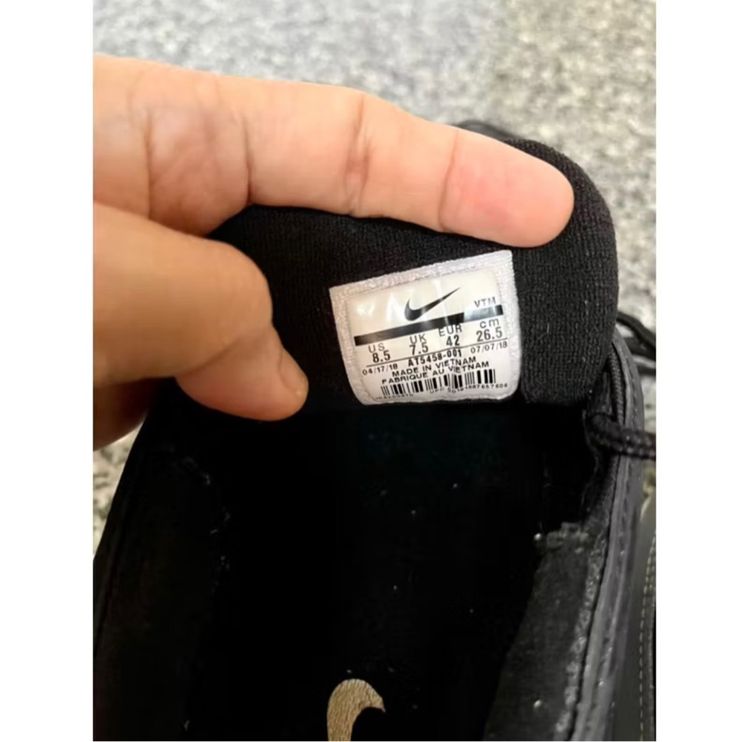 VTM
US UK EUR cm
8.5 7.5 42 26.5
04/17/18 AT5458-001 07/07/18
MADE IN VIETNAM
FABRIQUE AU VIETNAM